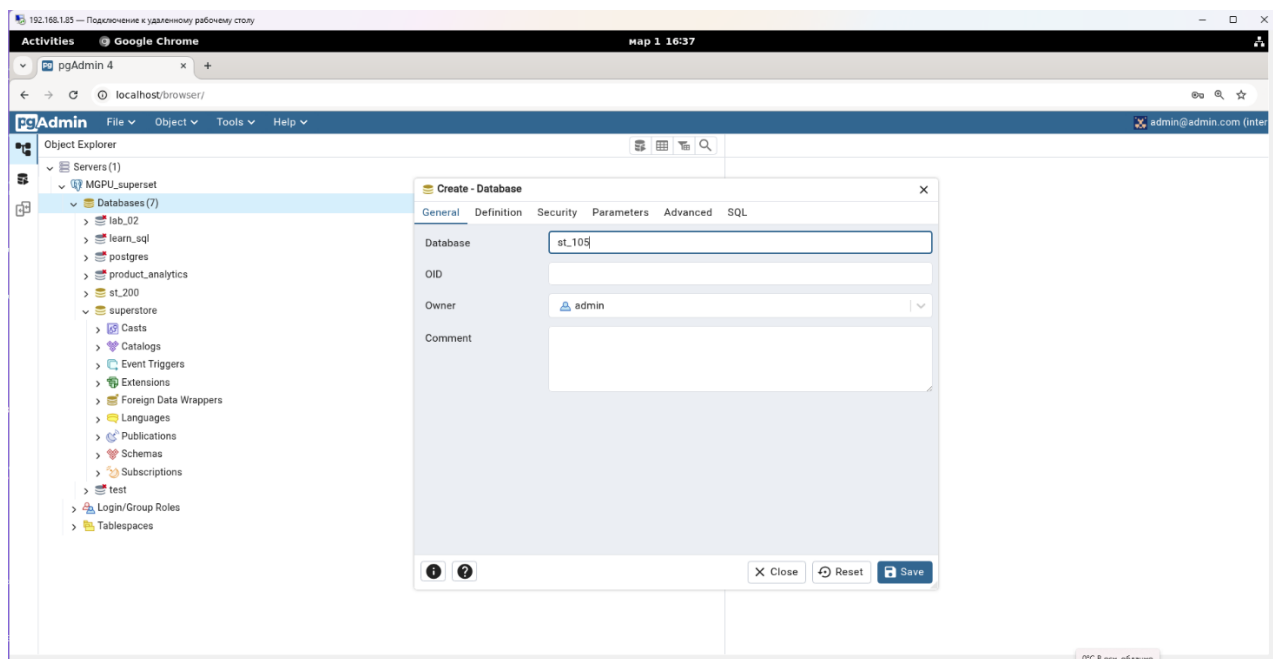 192.168.1.85 — Подключение к удаленному рабочему столу
Activities Google Chrome мар 1 16:37
pgAdmin 4
localhost/browser/
pgAdmin File Object Tools Help admin@admin.com (inter
Object Explorer
Servers (1)
MGPU_superset
Databases (7)
lab_02
learn_sql
postgres
product_analytics
st_200
superstore
Casts
Catalogs
Event Triggers
Extensions
Foreign Data Wrappers
Languages
Publications
Schemas
Subscriptions
test
Login/Group Roles
Tablespaces
Create - Database
General Definition Security Parameters Advanced SQL
Database st_105
OID
Owner admin
Comment
Close Reset Save